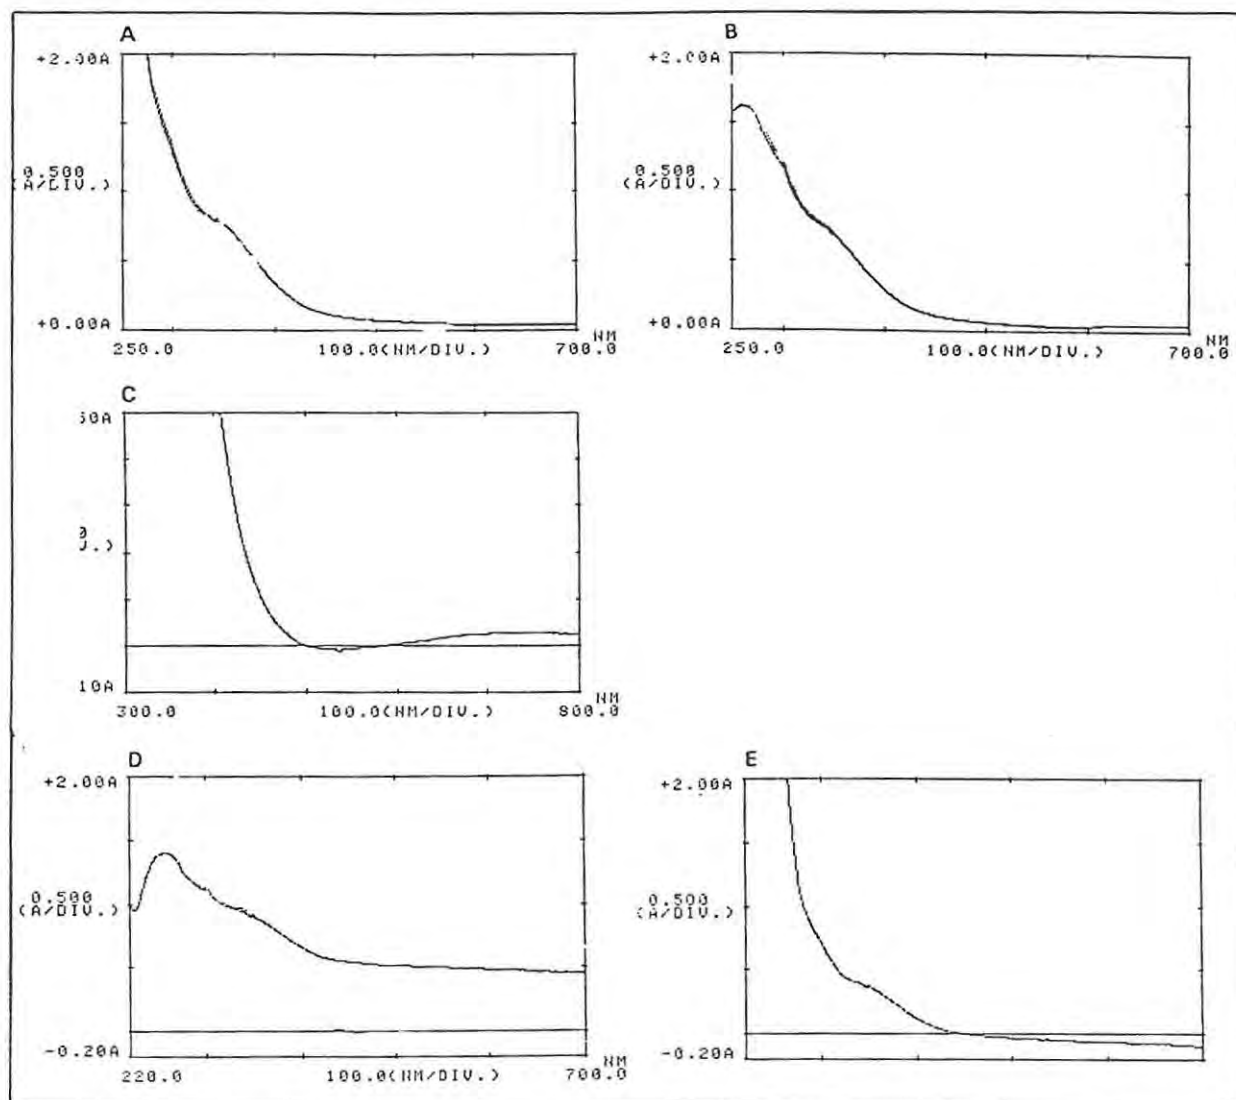 A
+2.00A
0.500
(A/DIV.)
+0.00A
250.0 100.0(NM/DIV.) 700.0
NM
B
+2.00A
0.500
(A/DIV.)
+0.00A
250.0 100.0(NM/DIV.) 700.0
NM
C
50A
0
V.)
10A
300.0 100.0(NM/DIV.) 800.0
NM
D
+2.00A
0.500
(A/DIV.)
-0.20A
220.0 100.0(NM/DIV.) 700.0
NM
E
+2.00A
0.500
(A/DIV.)
-0.20A